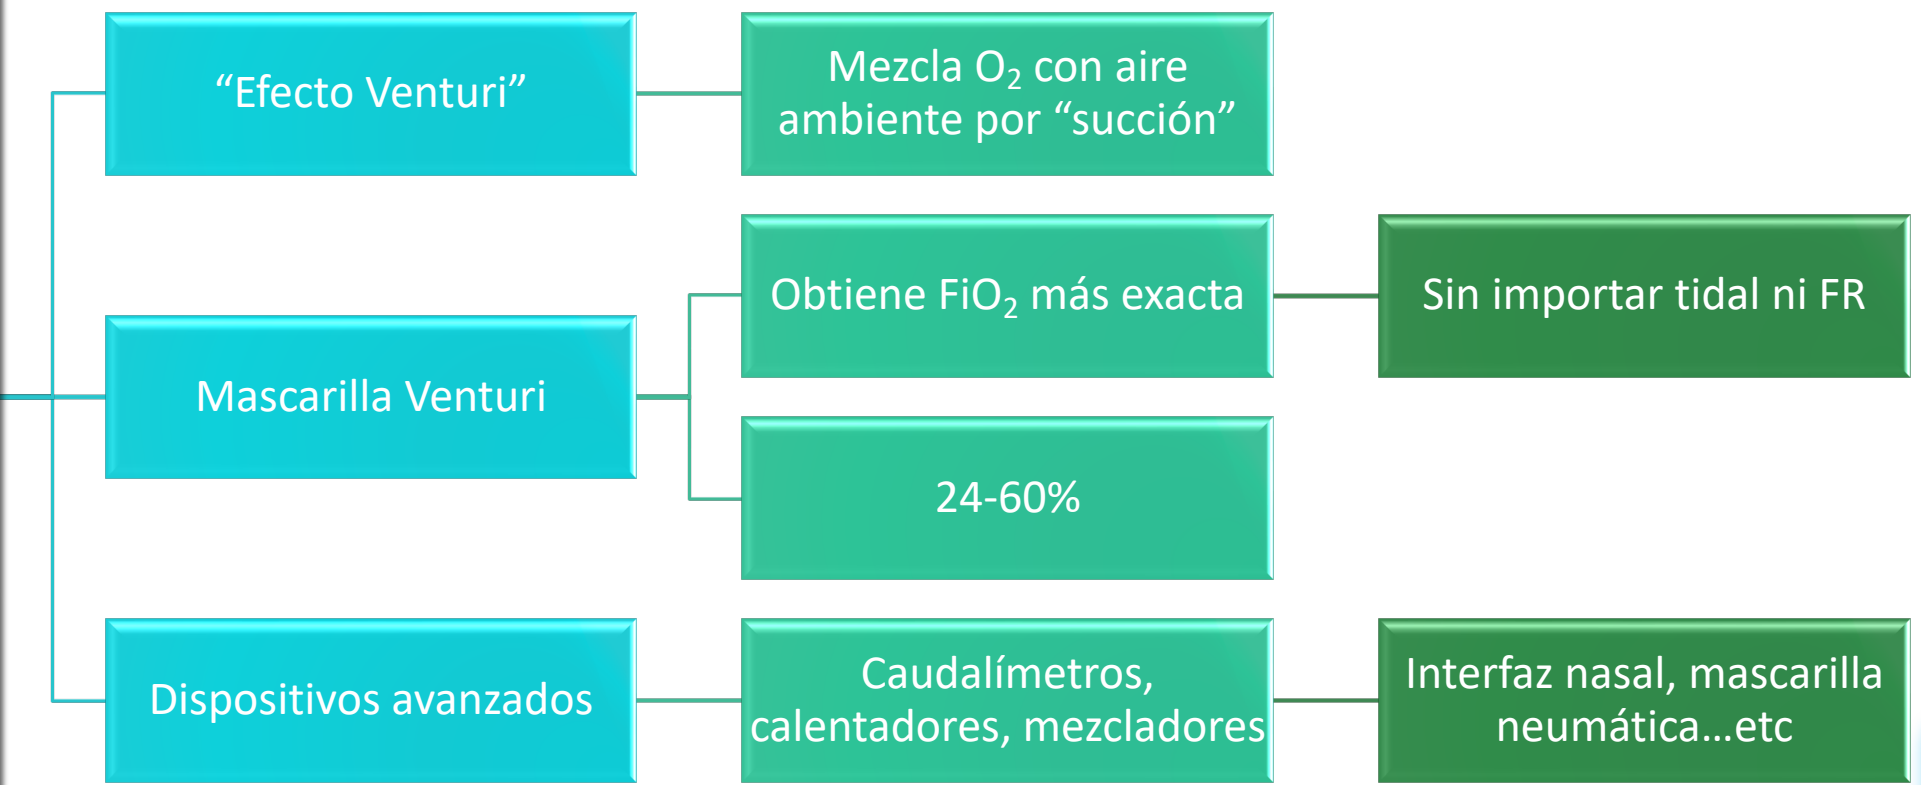 “Efecto Venturi”
Mezcla O₂ con aire
ambiente por “succión”
Mascarilla Venturi
Obtiene FiO₂ más exacta
Sin importar tidal ni FR
24-60%
Dispositivos avanzados
Caudalímetros,
calentadores, mezcladores
Interfaz nasal, mascarilla
neumática...etc